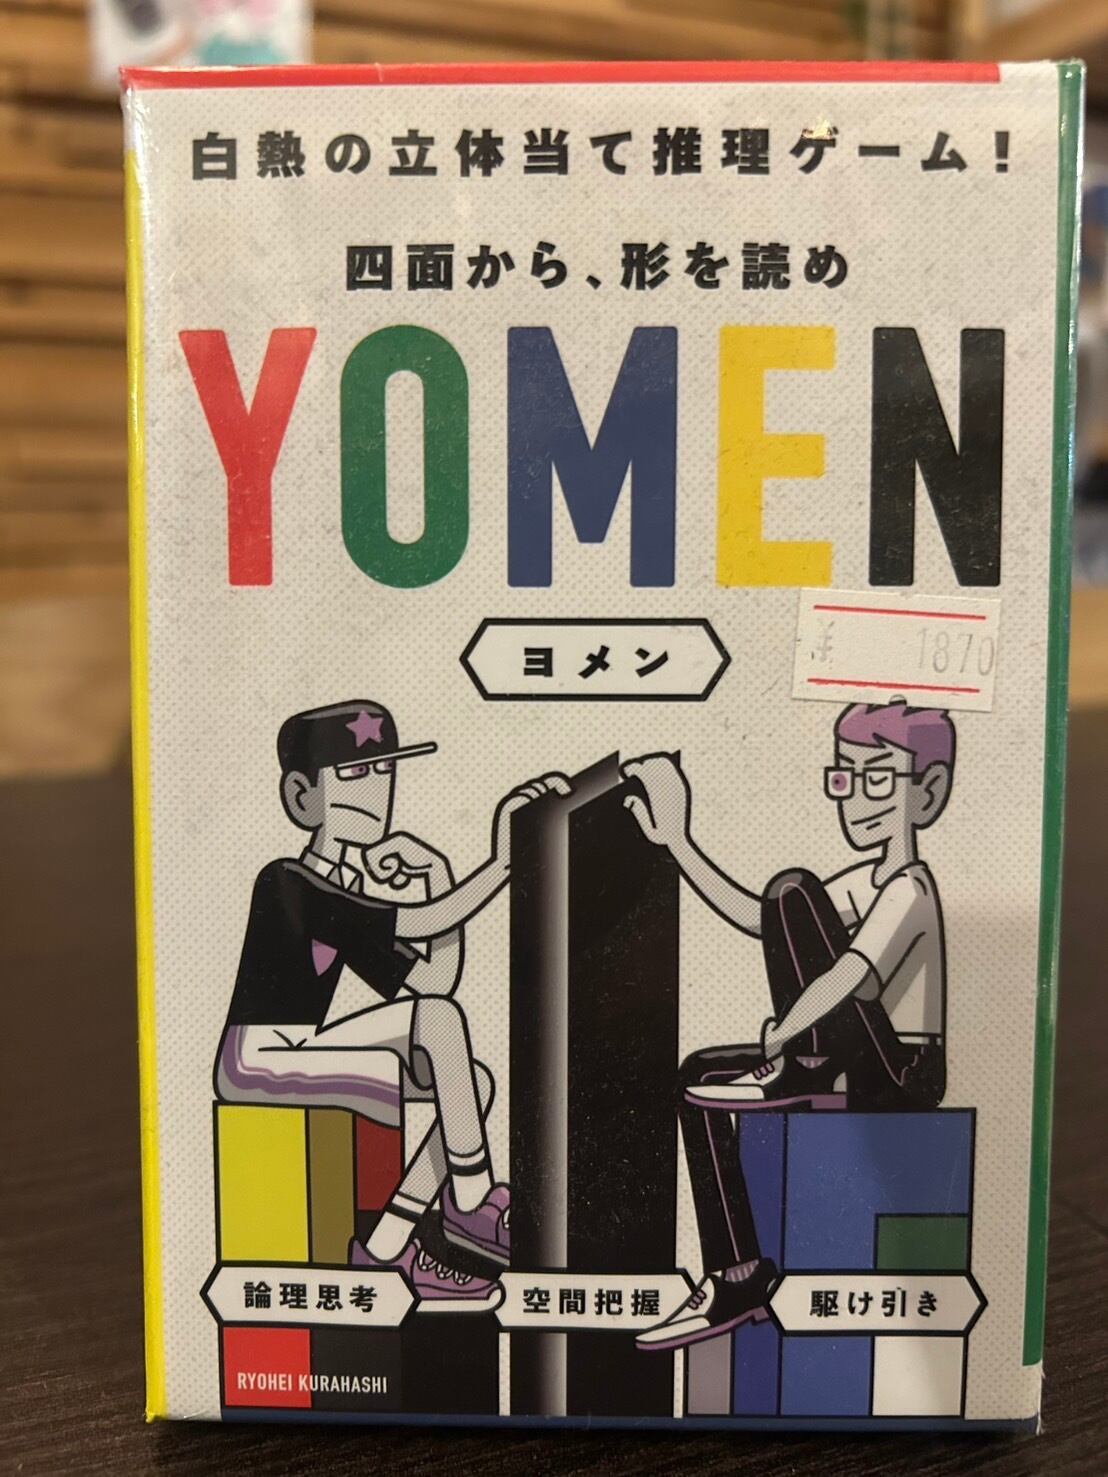 白熱の立体当て推理ゲーム!
四面から、形を読め
YOMEN
ヨメン
¥ 1870
論理思考
空間把握
駆け引き
RYOHEI KURAHASHI